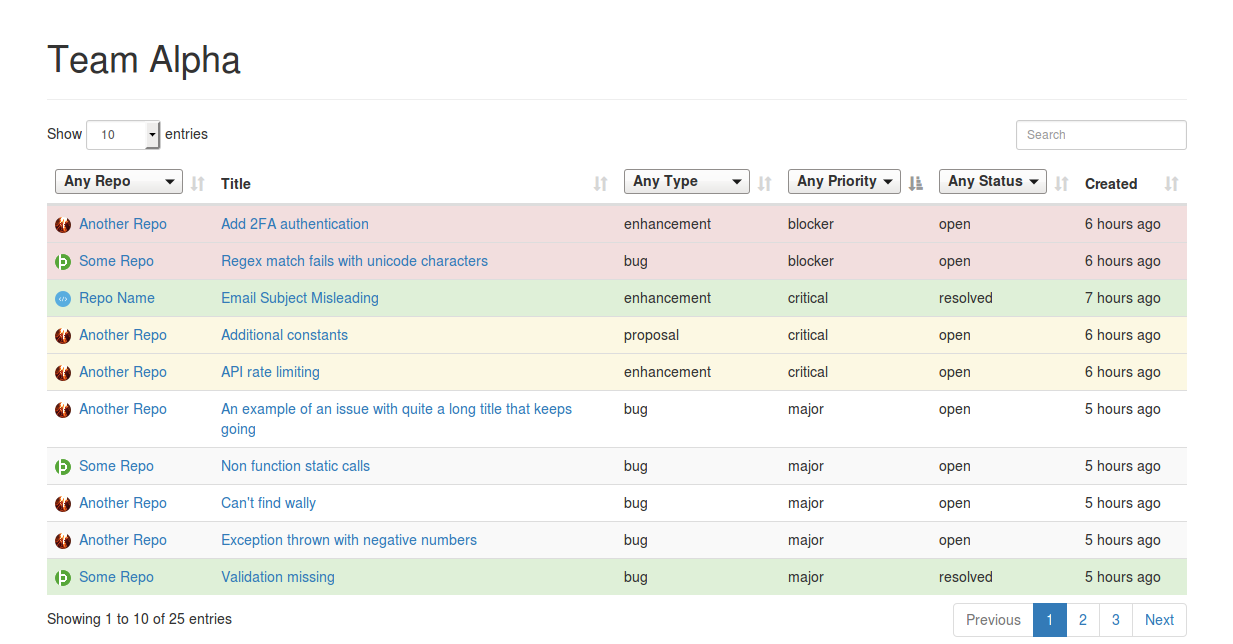 Team Alpha
Show 10 entries Search
Any Repo Title Any Type Any Priority Any Status Created
Another Repo Add 2FA authentication enhancement blocker open 6 hours ago
Some Repo Regex match fails with unicode characters bug blocker open 6 hours ago
Repo Name Email Subject Misleading enhancement critical resolved 7 hours ago
Another Repo Additional constants proposal critical open 6 hours ago
Another Repo API rate limiting enhancement critical open 6 hours ago
Another Repo An example of an issue with quite a long title that keeps bug major open 5 hours ago
going
Some Repo Non function static calls bug major open 5 hours ago
Another Repo Can't find wally bug major open 5 hours ago
Another Repo Exception thrown with negative numbers bug major open 5 hours ago
Some Repo Validation missing bug major resolved 5 hours ago
Showing 1 to 10 of 25 entries Previous 1 2 3 Next